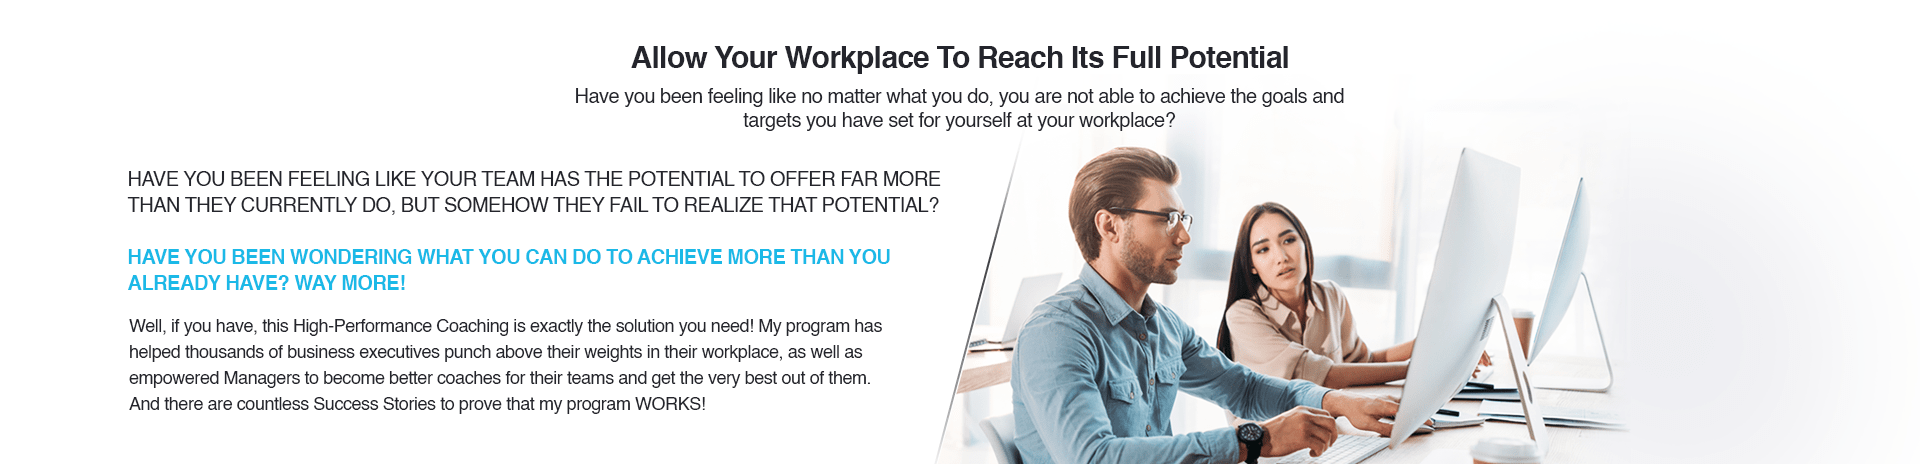 Allow Your Workplace To Reach Its Full Potential
Have you been feeling like no matter what you do, you are not able to achieve the goals and
targets you have set for yourself at your workplace?
HAVE YOU BEEN FEELING LIKE YOUR TEAM HAS THE POTENTIAL TO OFFER FAR MORE
THAN THEY CURRENTLY DO, BUT SOMEHOW THEY FAIL TO REALIZE THAT POTENTIAL?
HAVE YOU BEEN WONDERING WHAT YOU CAN DO TO ACHIEVE MORE THAN YOU
ALREADY HAVE? WAY MORE!
Well, if you have, this High-Performance Coaching is exactly the solution you need! My program has
helped thousands of business executives punch above their weights in their workplace, as well as
empowered Managers to become better coaches for their teams and get the very best out of them.
And there are countless Success Stories to prove that my program WORKS!